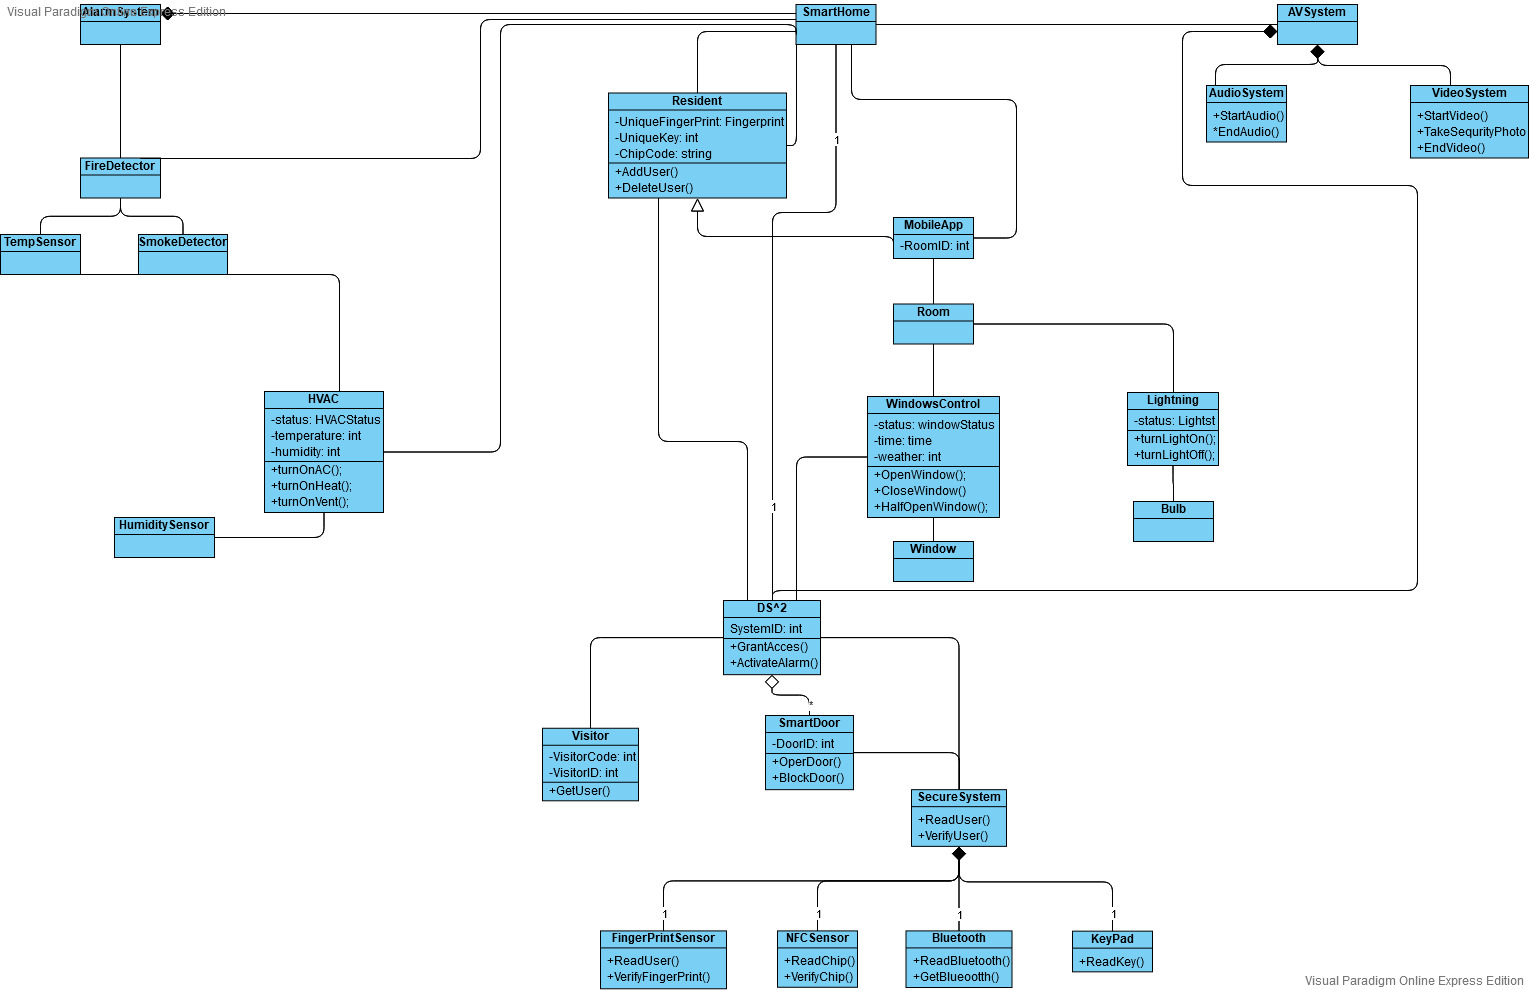 Visual Paradigm Online Express Edition
AlarmSystem
SmartHome
AVSystem
AudioSystem
+StartAudio()
*EndAudio()
VideoSystem
+StartVideo()
+TakeSequrityPhoto
+EndVideo()
Resident
-UniqueFingerPrint: Fingerprint
-UniqueKey: int
-ChipCode: string
+AddUser()
+DeleteUser()
1
FireDetector
TempSensor
SmokeDetector
MobileApp
-RoomID: int
Room
HVAC
-status: HVACStatus
-temperature: int
-humidity: int
+turnOnAC();
+turnOnHeat();
+turnOnVent();
WindowsControl
-status: windowStatus
-time: time
-weather: int
+OpenWindow();
+CloseWindow()
+HalfOpenWindow();
Lightning
-status: Lightst
+turnLightOn();
+turnLightOff();
1
HumiditySensor
Bulb
Window
DS^2
SystemID: int
+GrantAcces()
+ActivateAlarm()
*
Visitor
-VisitorCode: int
-VisitorID: int
+GetUser()
SmartDoor
-DoorID: int
+OperDoor()
+BlockDoor()
SecureSystem
+ReadUser()
+VerifyUser()
1
1
1
1
FingerPrintSensor
+ReadUser()
+VerifyFingerPrint()
NFCSensor
+ReadChip()
+VerifyChip()
Bluetooth
+ReadBluetooth()
+GetBlueootth()
KeyPad
+ReadKey()
Visual Paradigm Online Express Edition